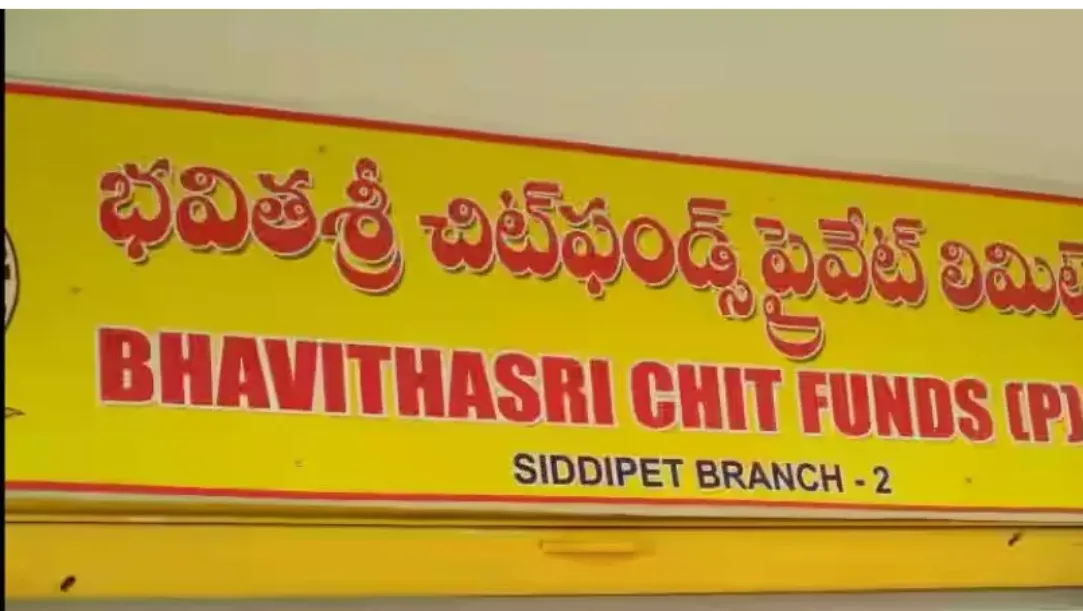 భవితశ్రీ చిట్‌ఫండ్స్ ప్రైవేట్
BHAVITHASRI CHIT FUNDS (P)
SIDDIPET BRANCH - 2